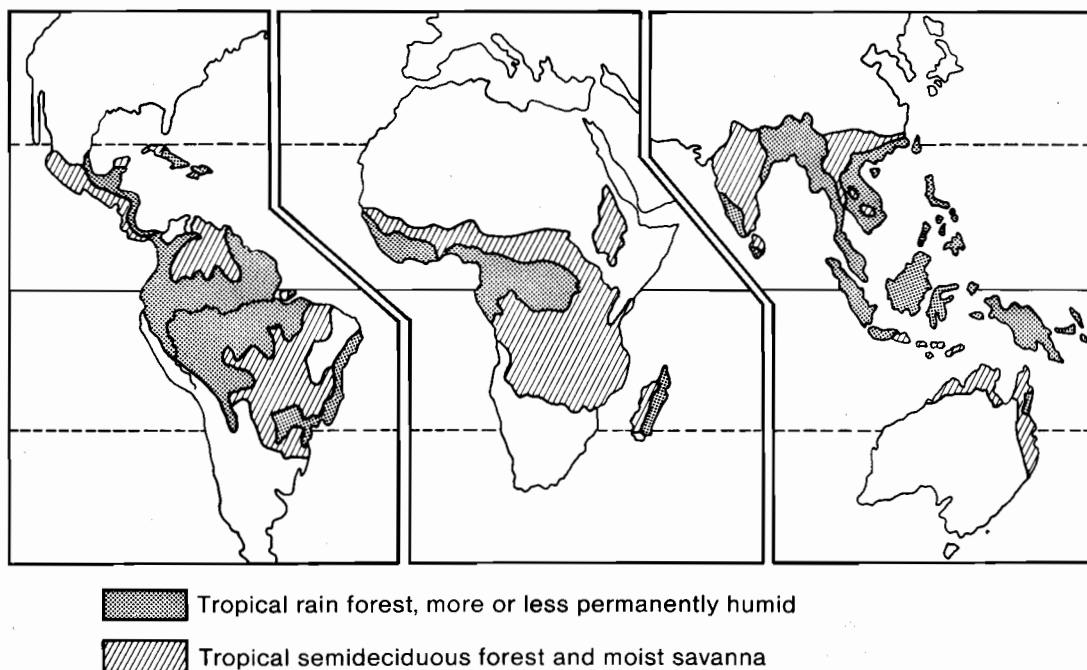 Tropical rain forest, more or less permanently humid
Tropical semideciduous forest and moist savanna